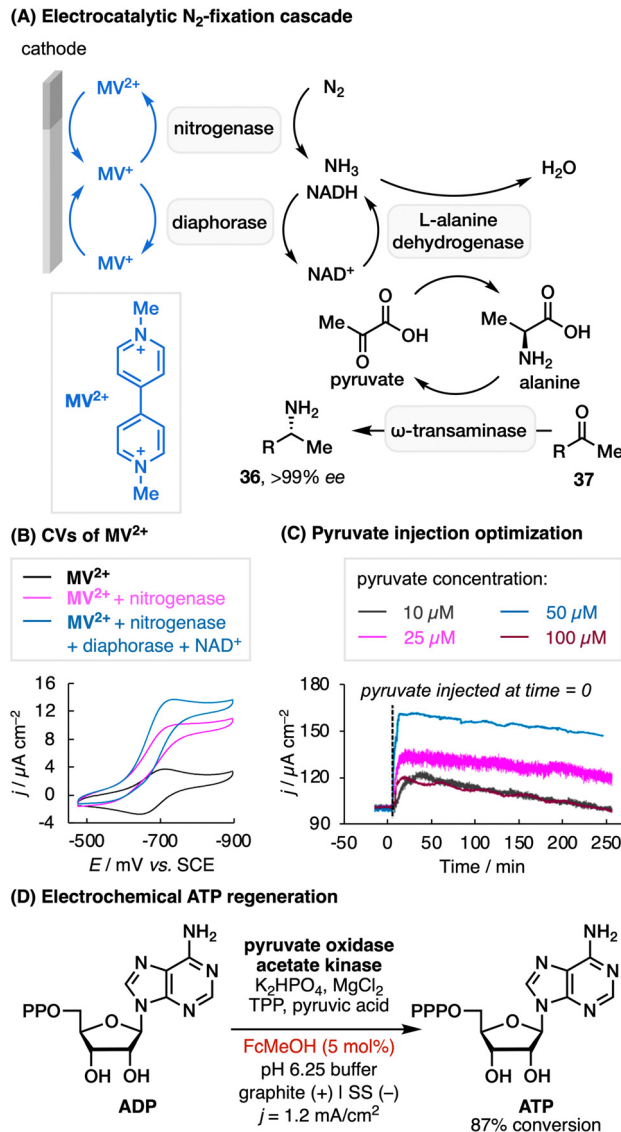 (A) Electrocatalytic N₂-fixation cascade
cathode
MV²⁺
N₂
nitrogenase
MV⁺
NH₃
NADH
H₂O
diaphorase
L-alanine
dehydrogenase
MV⁺
NAD⁺
Me
N
+
MV²⁺
+
N
Me
Me
O
OH
O
pyruvate
Me
O
OH
NH₂
alanine
NH₂
R
Me
ω-transaminase
O
R
Me
36, >99% ee
37
(B) CVs of MV²⁺
MV²⁺
MV²⁺ + nitrogenase
MV²⁺ + nitrogenase
+ diaphorase + NAD⁺
16
12
8
4
0
-4
j / µA cm⁻²
-500
-700
-900
E / mV vs. SCE
(C) Pyruvate injection optimization
pyruvate concentration:
10 µM
50 µM
25 µM
100 µM
180
150
120
90
j / µA cm⁻²
pyruvate injected at time = 0
-50
0
50
100
150
200
250
Time / min
(D) Electrochemical ATP regeneration
NH₂
N
N
N
N
PPO
O
OH
OH
ADP
pyruvate oxidase
acetate kinase
K₂HPO₄, MgCl₂
TPP, pyruvic acid
FcMeOH (5 mol%)
pH 6.25 buffer
graphite (+) I SS (–)
j = 1.2 mA/cm²
NH₂
N
N
N
N
PPPO
O
OH
OH
ATP
87% conversion